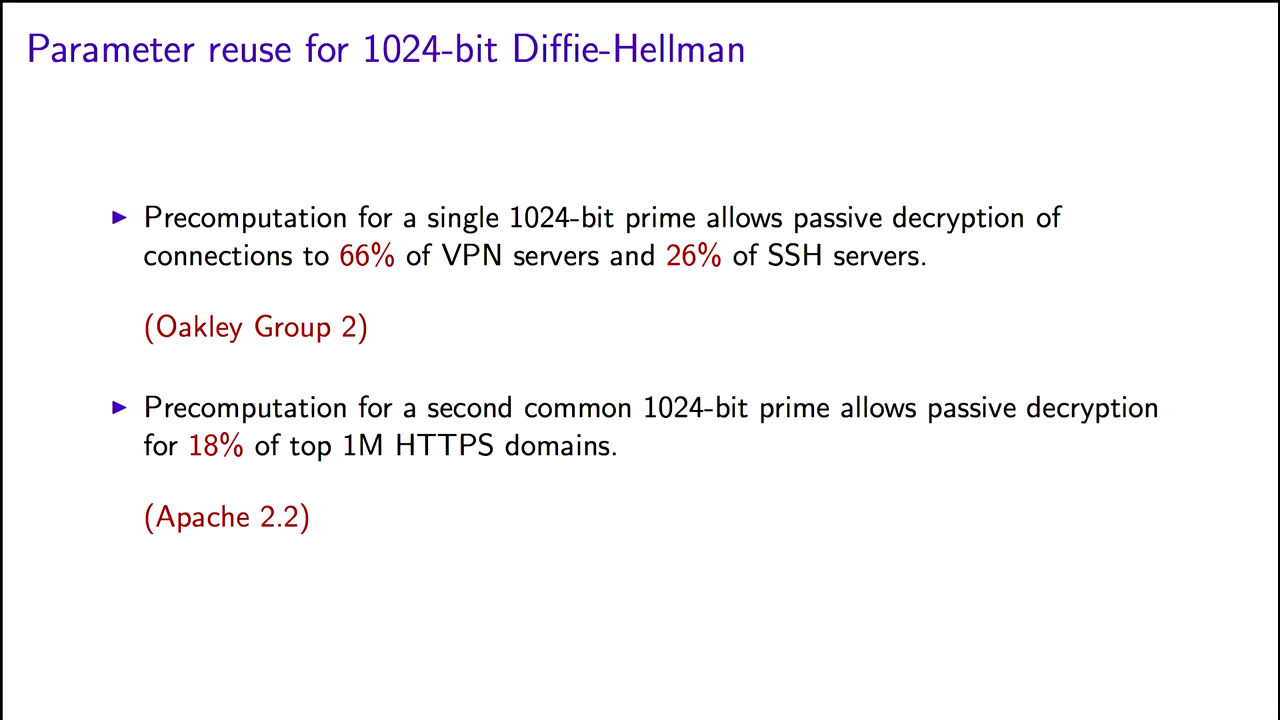 Parameter reuse for 1024-bit Diffie-Hellman
▶ Precomputation for a single 1024-bit prime allows passive decryption of
connections to 66% of VPN servers and 26% of SSH servers.
(Oakley Group 2)
▶ Precomputation for a second common 1024-bit prime allows passive decryption
for 18% of top 1M HTTPS domains.
(Apache 2.2)